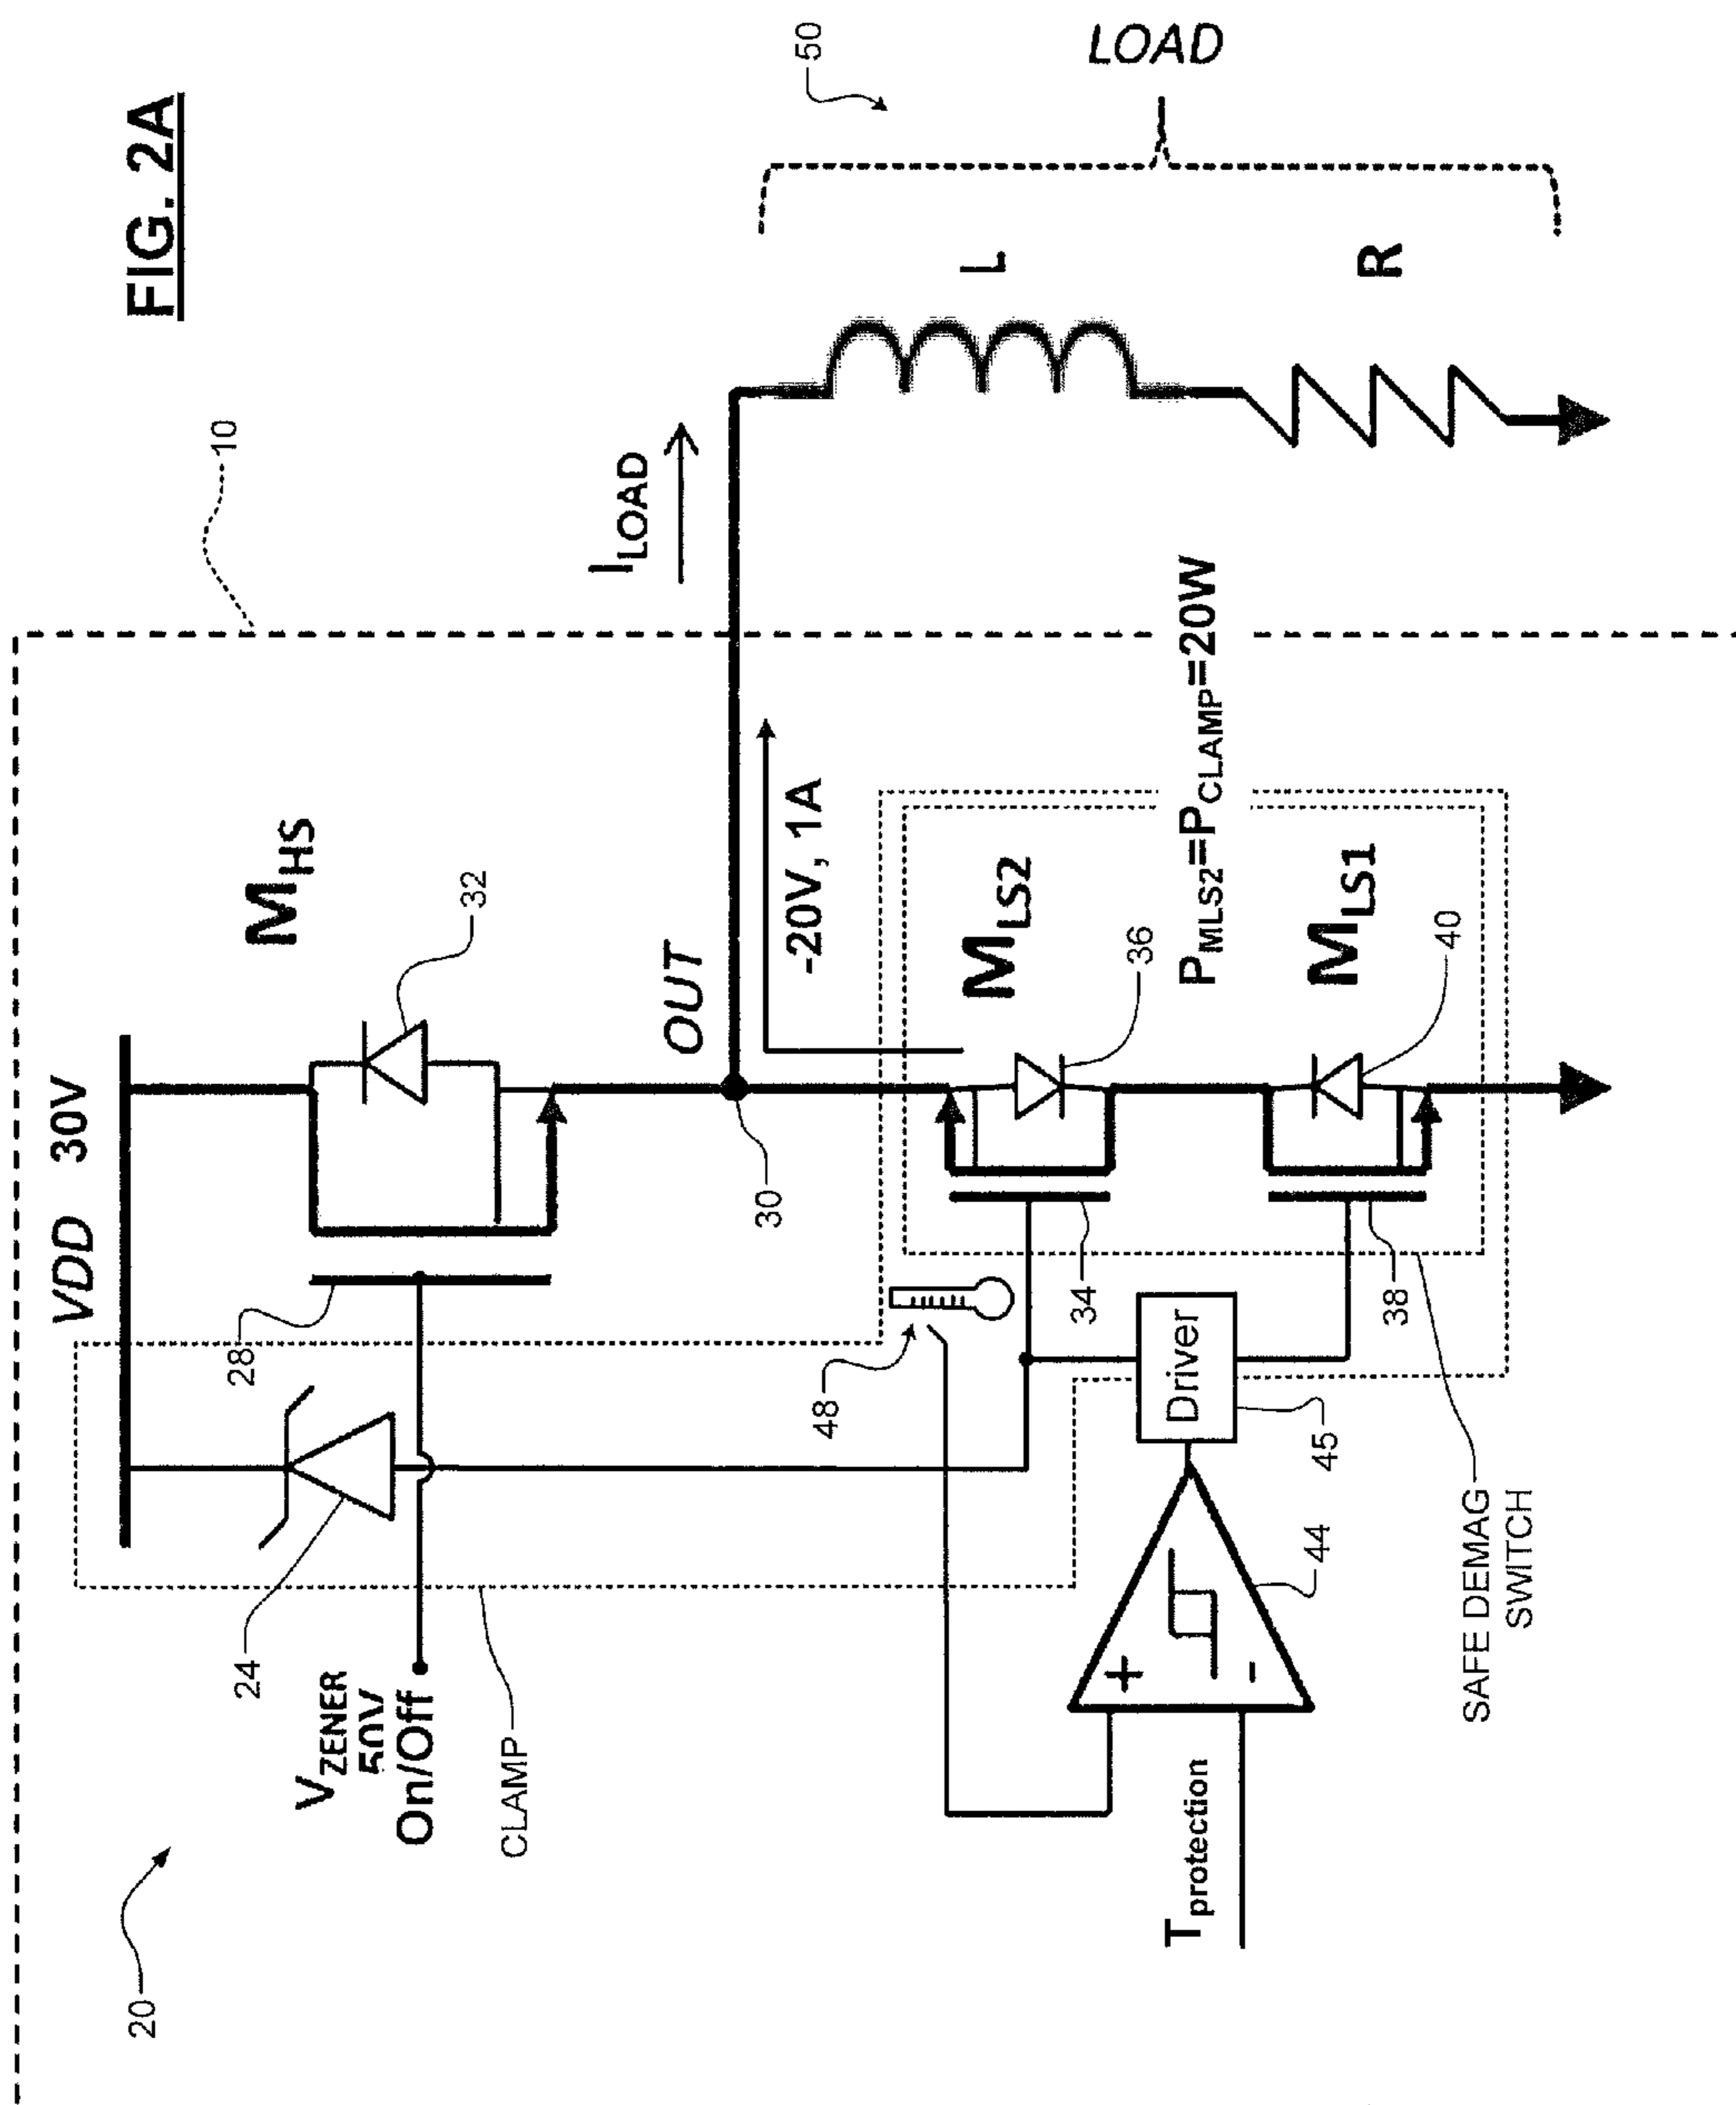 FIG. 2A
20
10
VDD 30V
24
28
MHS
32
VZENER
50V
On/Off
CLAMP
ILOAD
OUT
30
-20V, 1A
50
LOAD
L
R
48
MLS2
36
34
Driver
45
PMLS2=PCLAMP=20W
MLS1
40
38
+
-
44
Tprotection
SAFE DEMAG
SWITCH